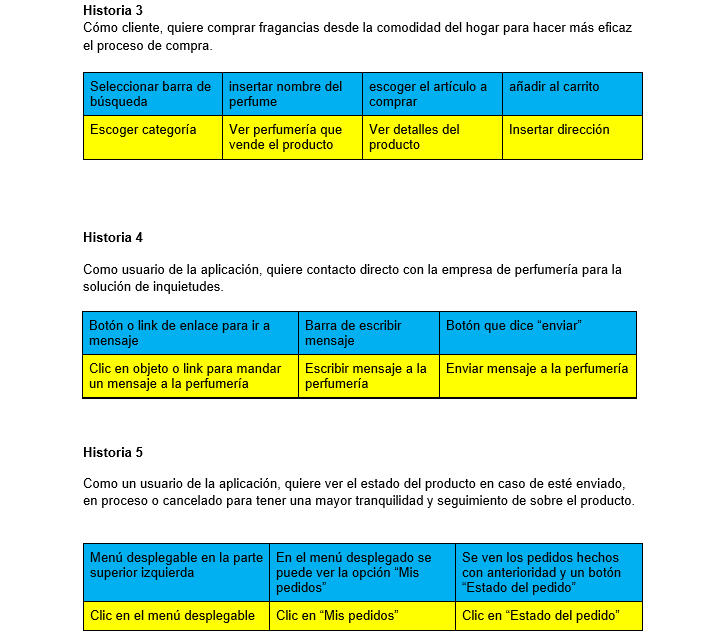 Historia 3
Cómo cliente, quiere comprar fragancias desde la comodidad del hogar para hacer más eficaz
el proceso de compra.
Seleccionar barra de
búsqueda
insertar nombre del
perfume
escoger el artículo a
comprar
añadir al carrito
Escoger categoría
Ver perfumería que
vende el producto
Ver detalles del
producto
Insertar dirección
Historia 4
Como usuario de la aplicación, quiere contacto directo con la empresa de perfumería para la
solución de inquietudes.
Botón o link de enlace para ir a
mensaje
Barra de escribir
mensaje
Botón que dice “enviar”
Clic en objeto o link para mandar
un mensaje a la perfumería
Escribir mensaje a la
perfumería
Enviar mensaje a la perfumería
Historia 5
Como un usuario de la aplicación, quiere ver el estado del producto en caso de esté enviado,
en proceso o cancelado para tener una mayor tranquilidad y seguimiento de sobre el producto.
Menú desplegable en la parte
superior izquierda
En el menú desplegado se
puede ver la opción “Mis
pedidos”
Se ven los pedidos hechos
con anterioridad y un botón
“Estado del pedido”
Clic en el menú desplegable
Clic en “Mis pedidos”
Clic en “Estado del pedido”